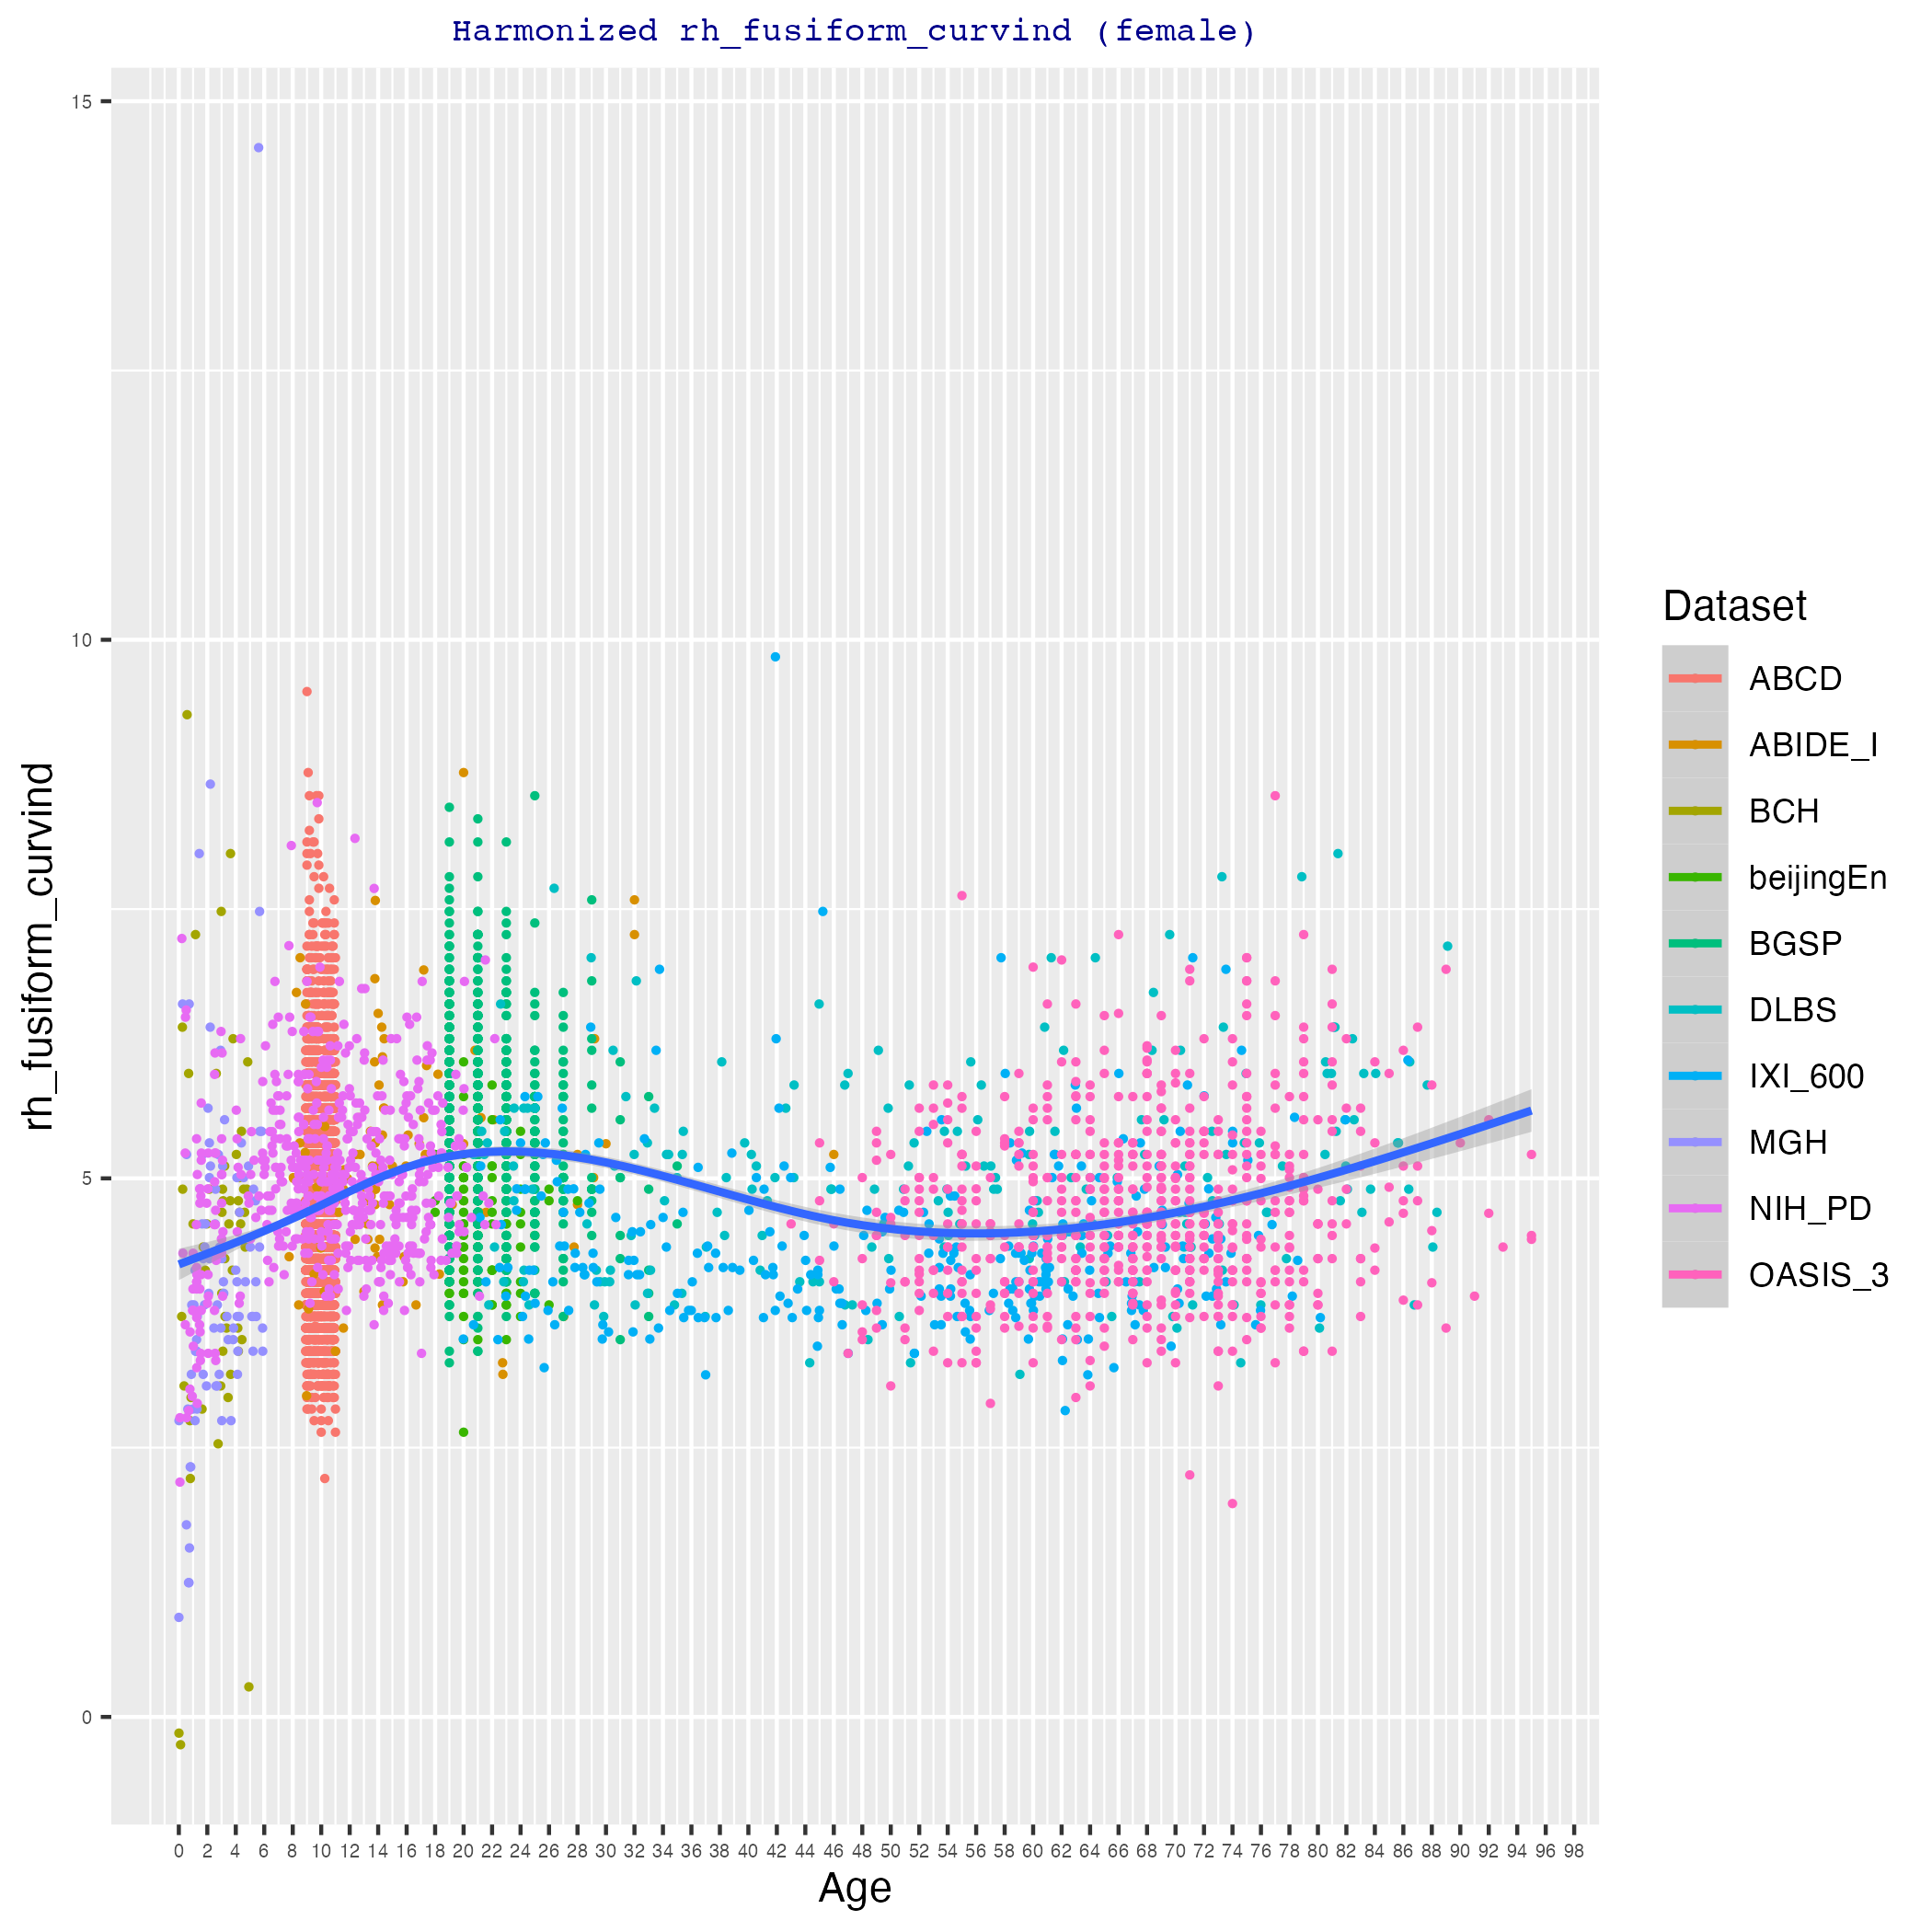 Harmonized rh_fusiform_curvind (female)
rh_fusiform_curvind
15
10
5
0
0 2 4 6 8 10 12 14 16 18 20 22 24 26 28 30 32 34 36 38 40 42 44 46 48 50 52 54 56 58 60 62 64 66 68 70 72 74 76 78 80 82 84 86 88 90 92 94 96 98
Age
Dataset
ABCD
ABIDE_I
BCH
beijingEn
BGSP
DLBS
IXI_600
MGH
NIH_PD
OASIS_3